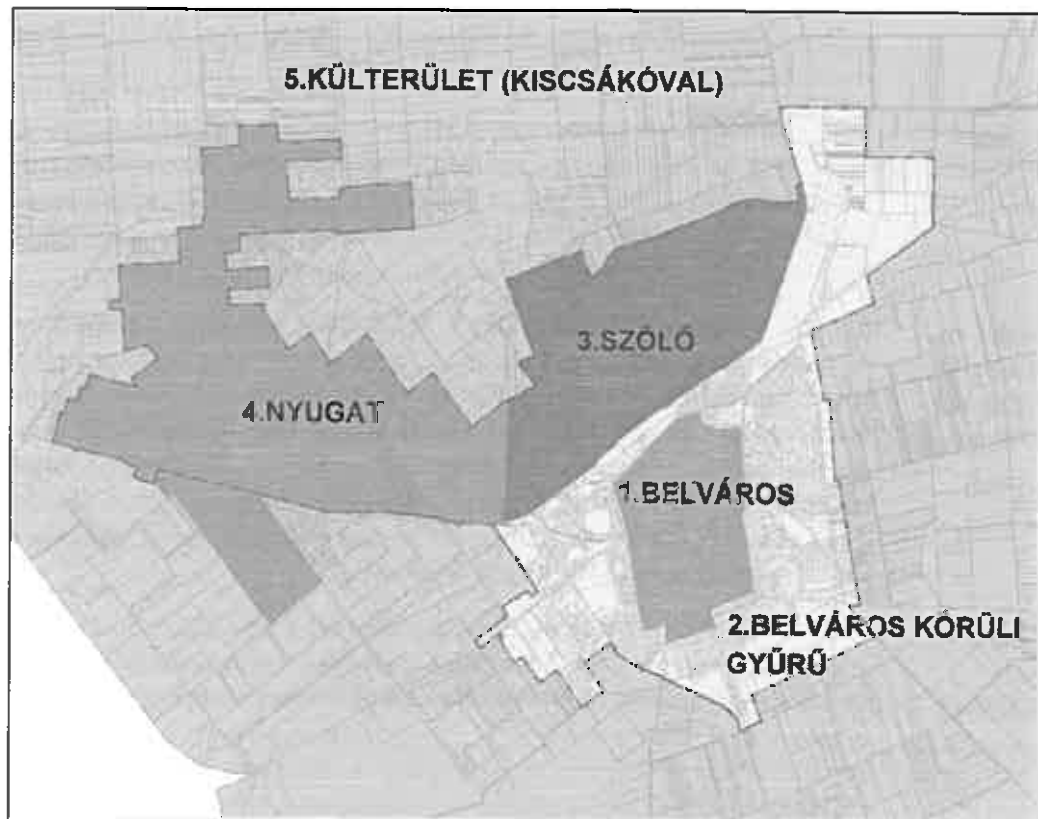 5.KÜLTERÜLET (KISCSÁKÓVAL)
3.SZŐLŐ
4.NYUGAT
1.BELVÁROS
2.BELVÁROS KÖRÜLI
GYŰRŰ